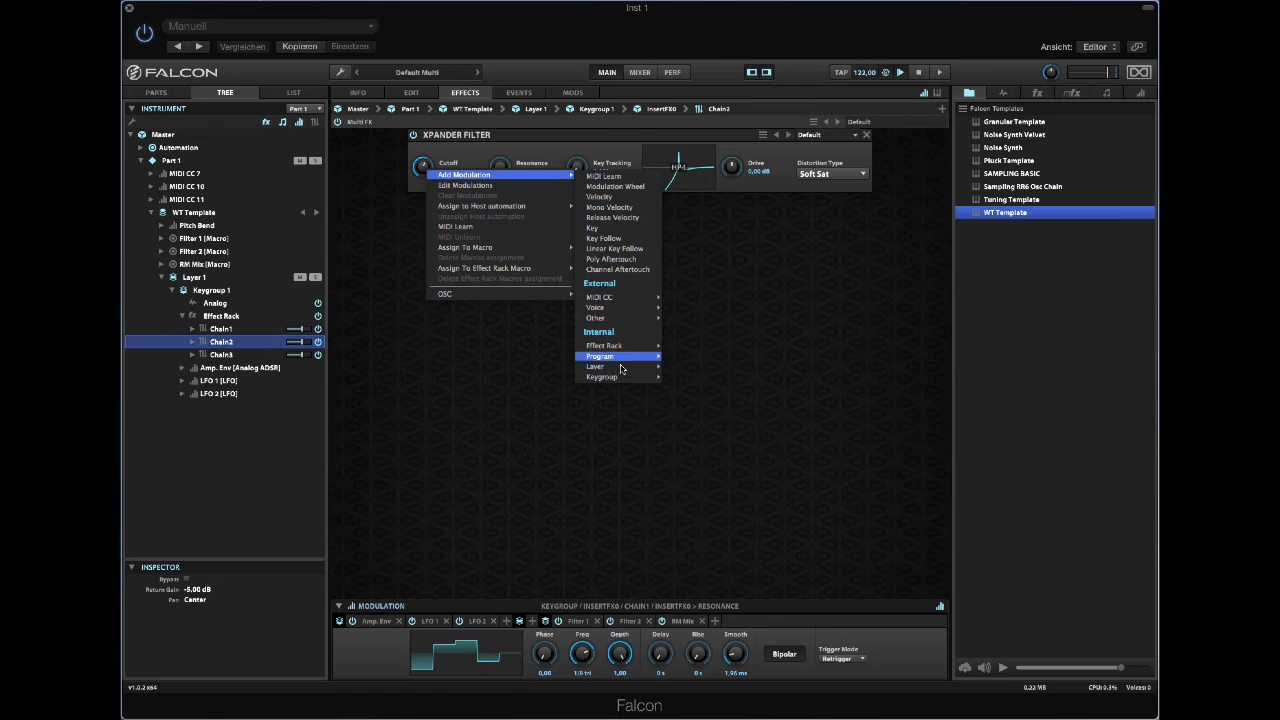 Inst 1
Manuell
Vergleichen Kopieren Einsetzen Ansicht: Editor
FALCON Default Multi MAIN MIXER PERF TAP 122,00
PARTS TREE LIST INFO EDIT EFFECTS EVENTS MODS
INSTRUMENT Part 1
Master Part 1 WT Template Layer 1 Keygroup 1 InsertFX0 Chain2
Multi FX Default
XPANDER FILTER Default
Cutoff Resonance Key Tracking HP4 Drive 0,00 dB Distortion Type Soft Sat
Master
Automation
Part 1 M S
MIDI CC 7
MIDI CC 10
MIDI CC 11
WT Template
Pitch Bend
Filter 1 [Macro]
Filter 2 [Macro]
RM Mix [Macro]
Layer 1 M S
Keygroup 1
Analog
Effect Rack
Chain1
Chain2
Chain3
Amp. Env [Analog ADSR]
LFO 1 [LFO]
LFO 2 [LFO]
Add Modulation
Edit Modulations
Clear Modulations
Assign to Host automation
Unassign Host automation
MIDI Learn
MIDI Unlearn
Assign To Macro
Delete Macros assignment
Assign To Effect Rack Macro
Delete Effect Rack Macros assignment
OSC
MIDI Learn
Modulation Wheel
Velocity
Mono Velocity
Release Velocity
Key
Key Follow
Linear Key Follow
Poly Aftertouch
Channel Aftertouch
External
MIDI CC
Voice
Other
Internal
Effect Rack
Program
Layer
Keygroup
Falcon Templates
Granular Template
Noise Synth Velvet
Noise Synth
Pluck Template
SAMPLING BASIC
Sampling RR6 Osc Chain
Tuning Template
WT Template
INSPECTOR
Bypass
Return Gain -5.00 dB
Pan Center
MODULATION KEYGROUP / INSERTFX0 / CHAIN1 / INSERTFX0 > RESONANCE
Amp. Env LFO 1 LFO 2 Filter 1 Filter 2 RM Mix
Phase Freq Depth Delay Rise Smooth Bipolar Trigger Mode
Retrigger
0,00 1/8 tri 1,00 0 s 0 s 1.96 ms
v1.0.2 x64 0,22 MB CPU:0.3% Voices:0
Falcon